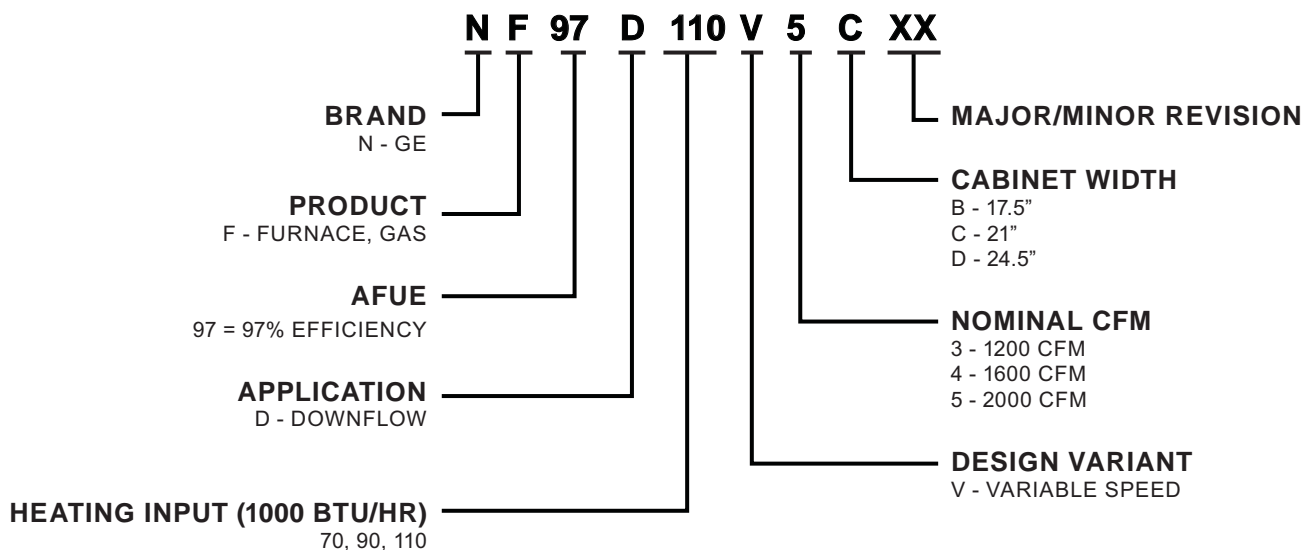 N F 97 D 110 V 5 C XX
BRAND
N - GE
PRODUCT
F - FURNACE, GAS
AFUE
97 = 97% EFFICIENCY
APPLICATION
D - DOWNFLOW
HEATING INPUT (1000 BTU/HR)
70, 90, 110
MAJOR/MINOR REVISION
CABINET WIDTH
B - 17.5”
C - 21”
D - 24.5”
NOMINAL CFM
3 - 1200 CFM
4 - 1600 CFM
5 - 2000 CFM
DESIGN VARIANT
V - VARIABLE SPEED